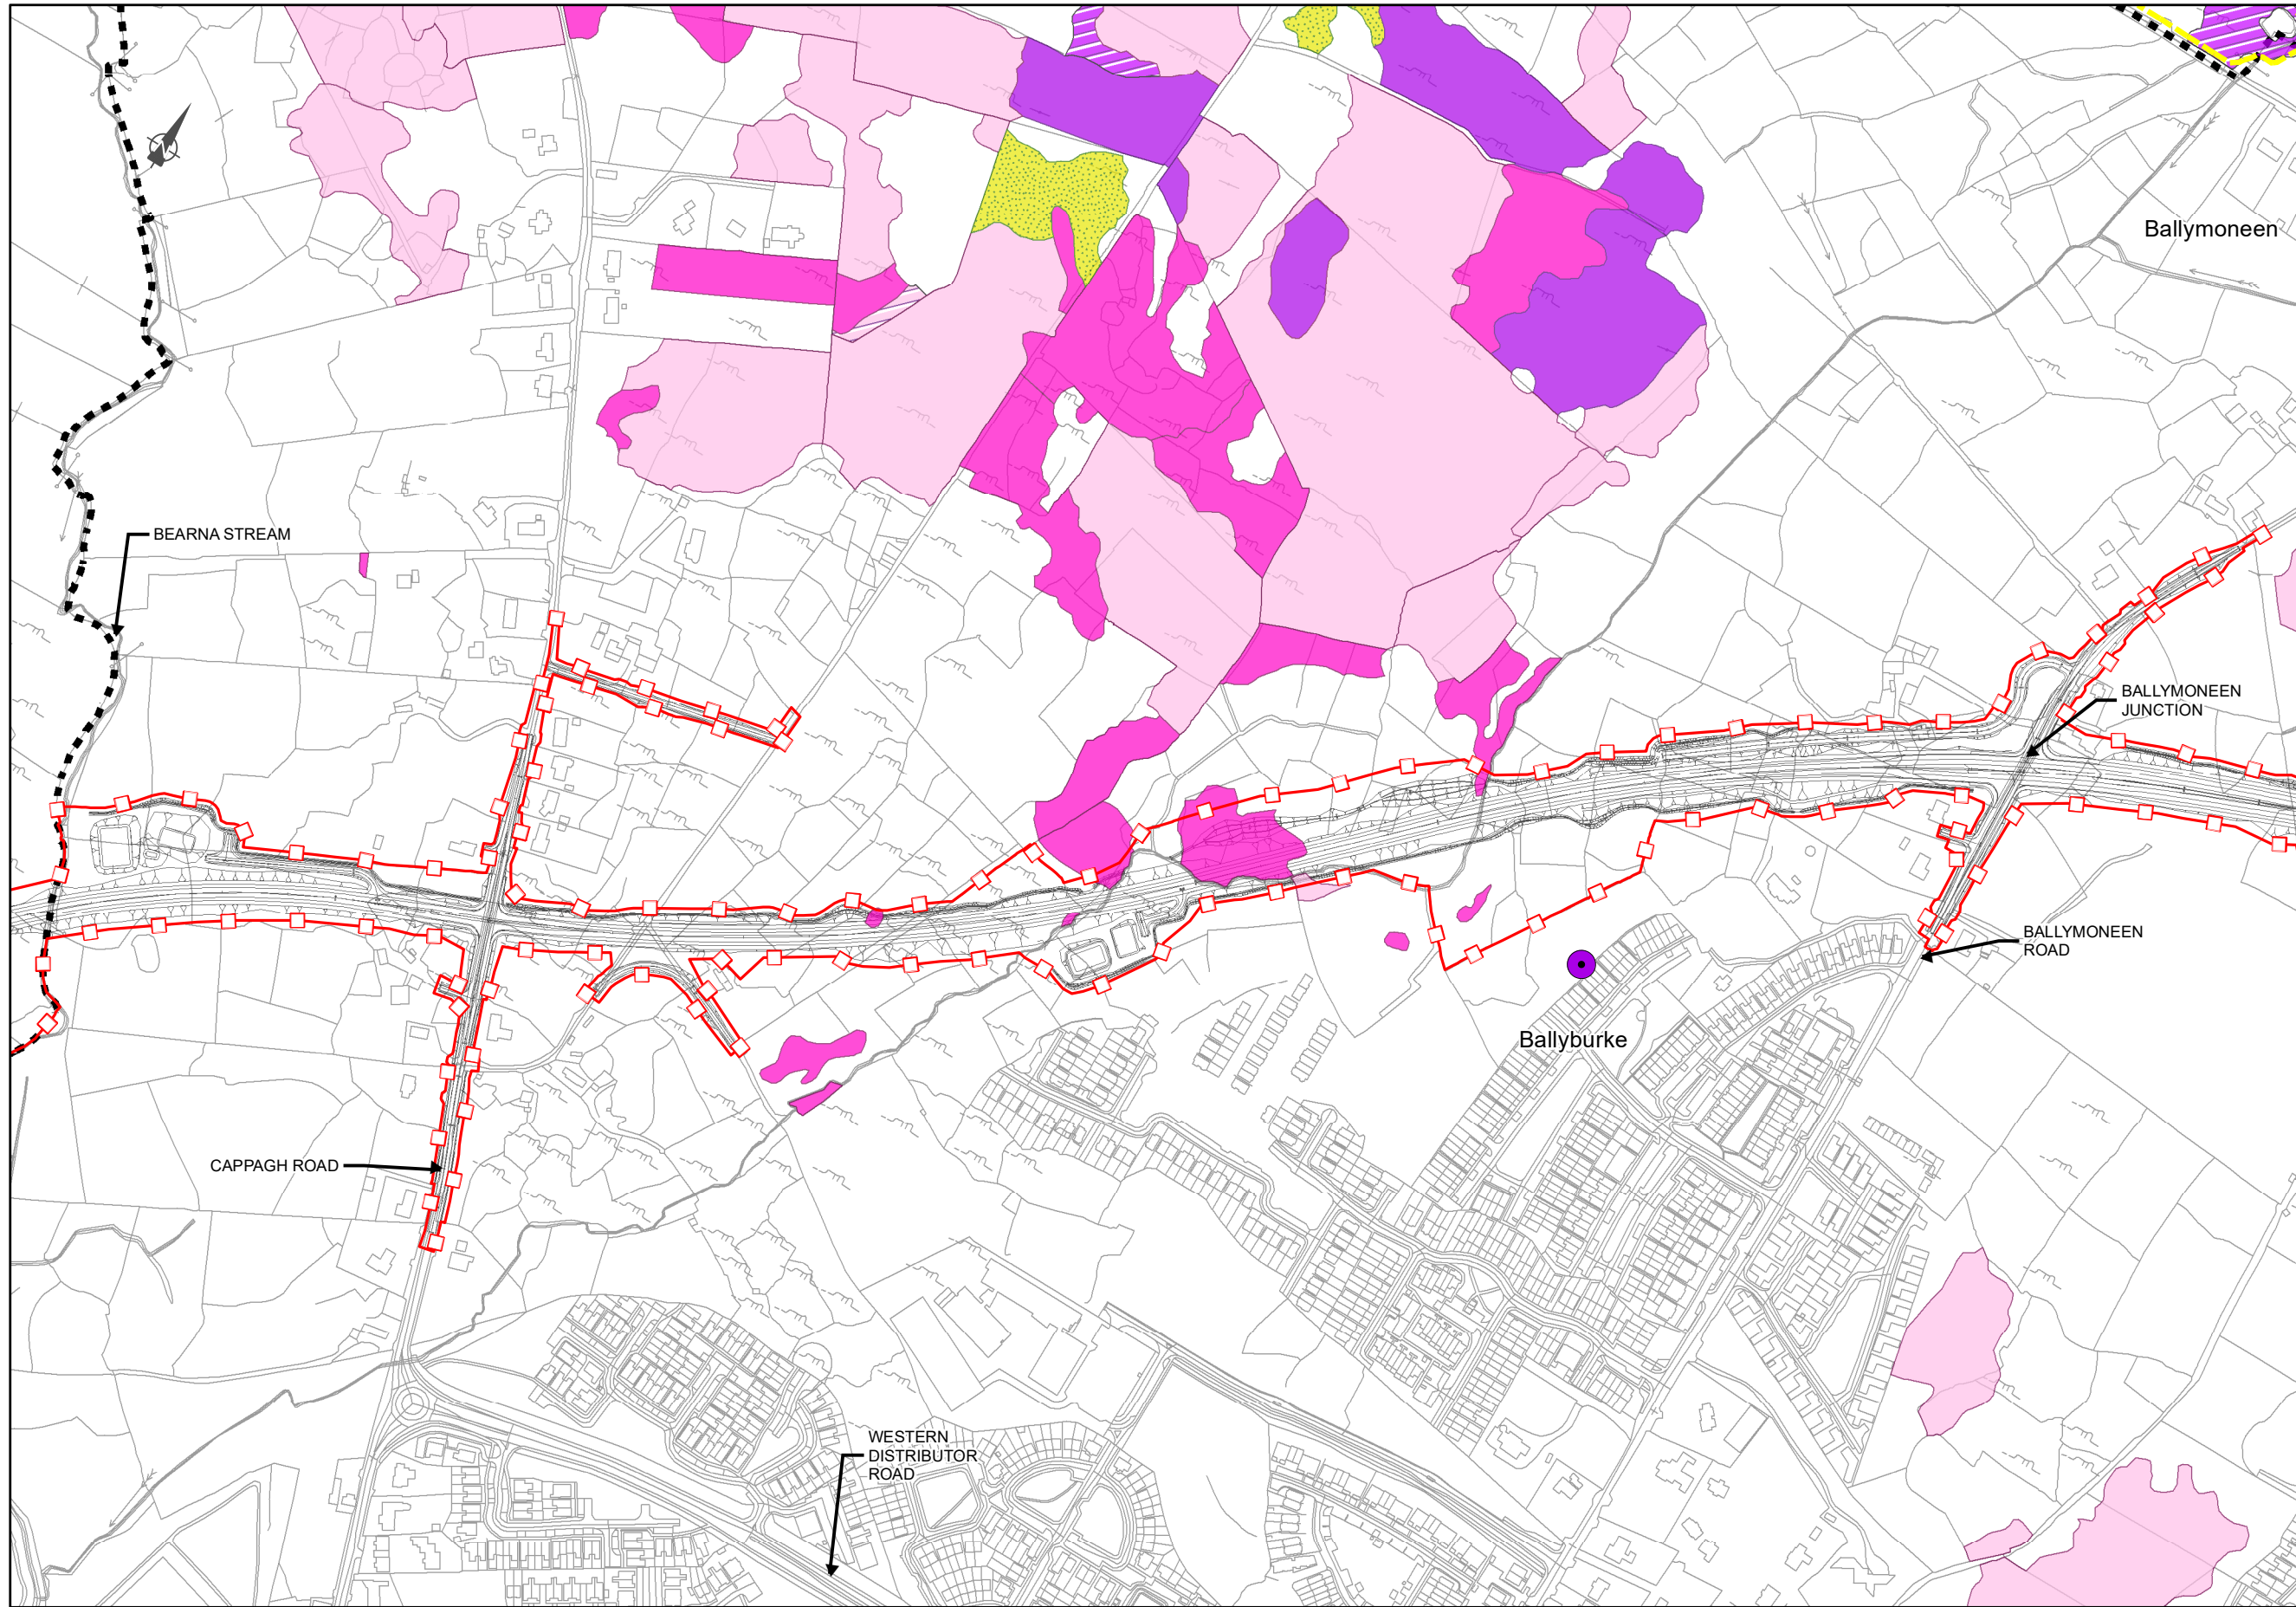 N
Ballymoneen
BEARNA STREAM
BALLYMONEEN
JUNCTION
BALLYMONEEN
ROAD
Ballyburke
CAPPAGH ROAD
WESTERN
DISTRIBUTOR
ROAD